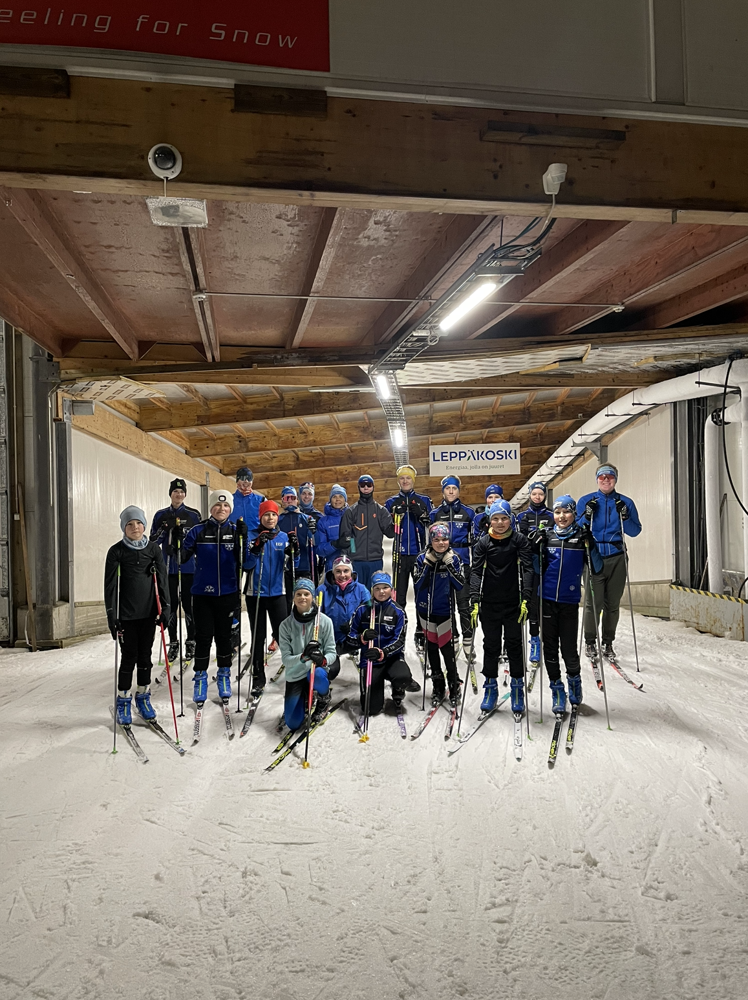 eeling for Snow
LEPPÄKOSKI
Energiaa, jolla on juuret